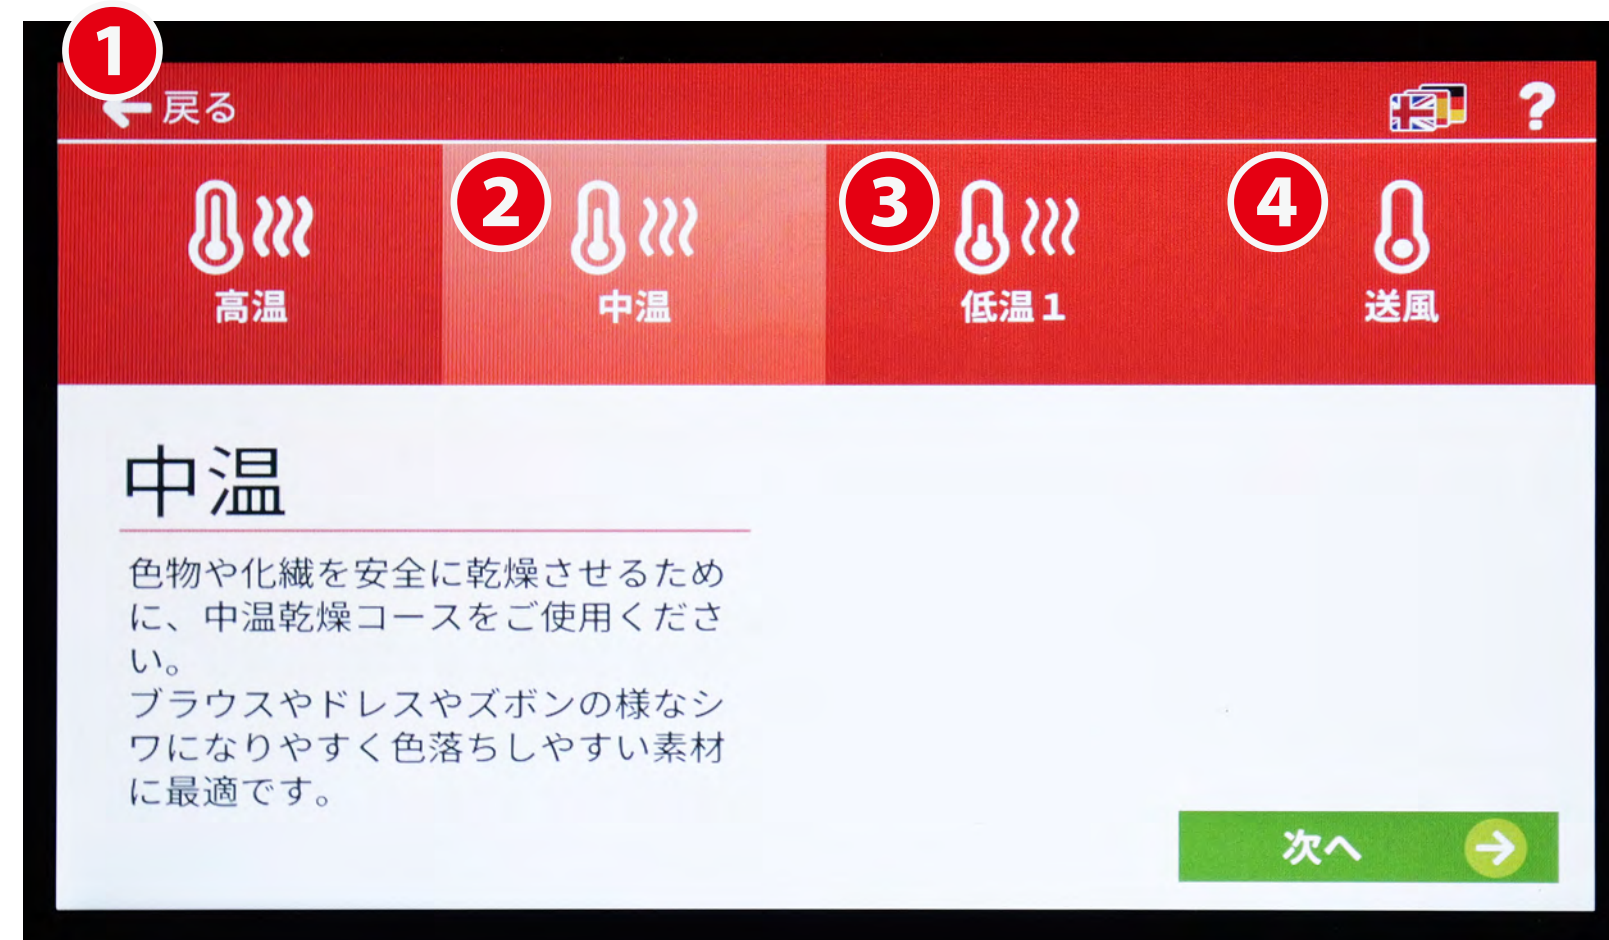 1
戻る
?
2
3
4
高温
中温
低温1
送風
中温
色物や化繊を安全に乾燥させるため
に、中温乾燥コースをご使用くださ
い。
ブラウスやドレスやズボンの様なシ
ワになりやすく色落ちしやすい素材
に最適です。
次へ